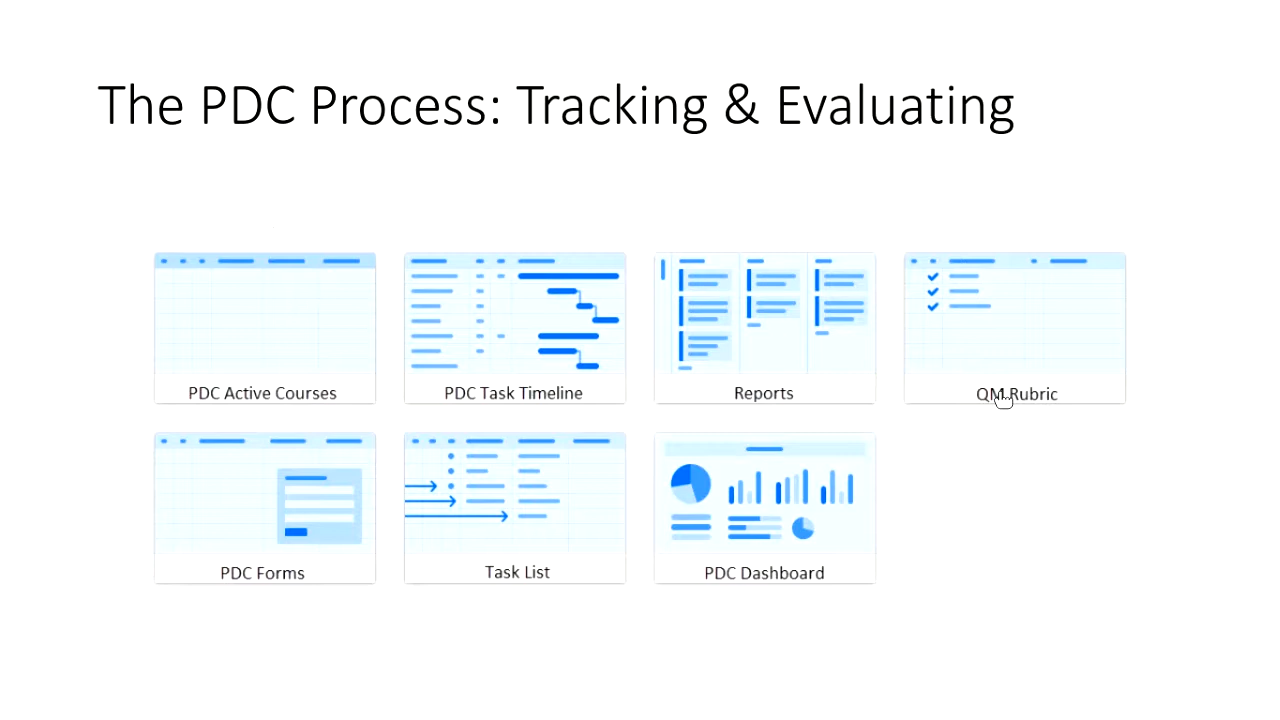 The PDC Process: Tracking & Evaluating
PDC Active Courses
PDC Task Timeline
Reports
QM Rubric
PDC Forms
Task List
PDC Dashboard